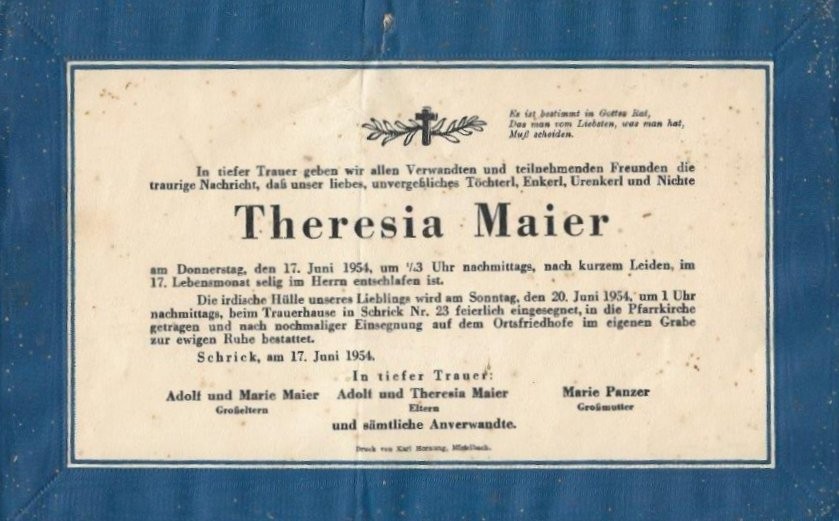 Es ist bestimmt in Gottes Rat,
Das man vom Liebsten, was man hat,
Muß scheiden.
In tiefer Trauer geben wir allen Verwandten und teilnehmenden Freunden die
traurige Nachricht, daß unser liebes, unvergeßliches Töchterl, Enkerl, Urenkerl und Nichte
Theresia Maier
am Donnerstag, den 17. Juni 1954, um ½3 Uhr nachmittags, nach kurzem Leiden, im
17. Lebensmonat selig im Herrn entschlafen ist.
Die irdische Hülle unseres Lieblings wird am Sonntag, den 20. Juni 1954, um 1 Uhr
nachmittags, beim Trauerhause in Schrick Nr. 23 feierlich eingesegnet, in die Pfarrkirche
getragen und nach nochmaliger Einsegnung auf dem Ortsfriedhofe im eigenen Grabe
zur ewigen Ruhe bestattet.
Schrick, am 17. Juni 1954.
In tiefer Trauer:
Adolf und Marie Maier Adolf und Theresia Maier Marie Panzer
Großeltern Eltern Großmutter
und sämtliche Anverwandte.
Druck von Karl Hornung, Mistelbach.